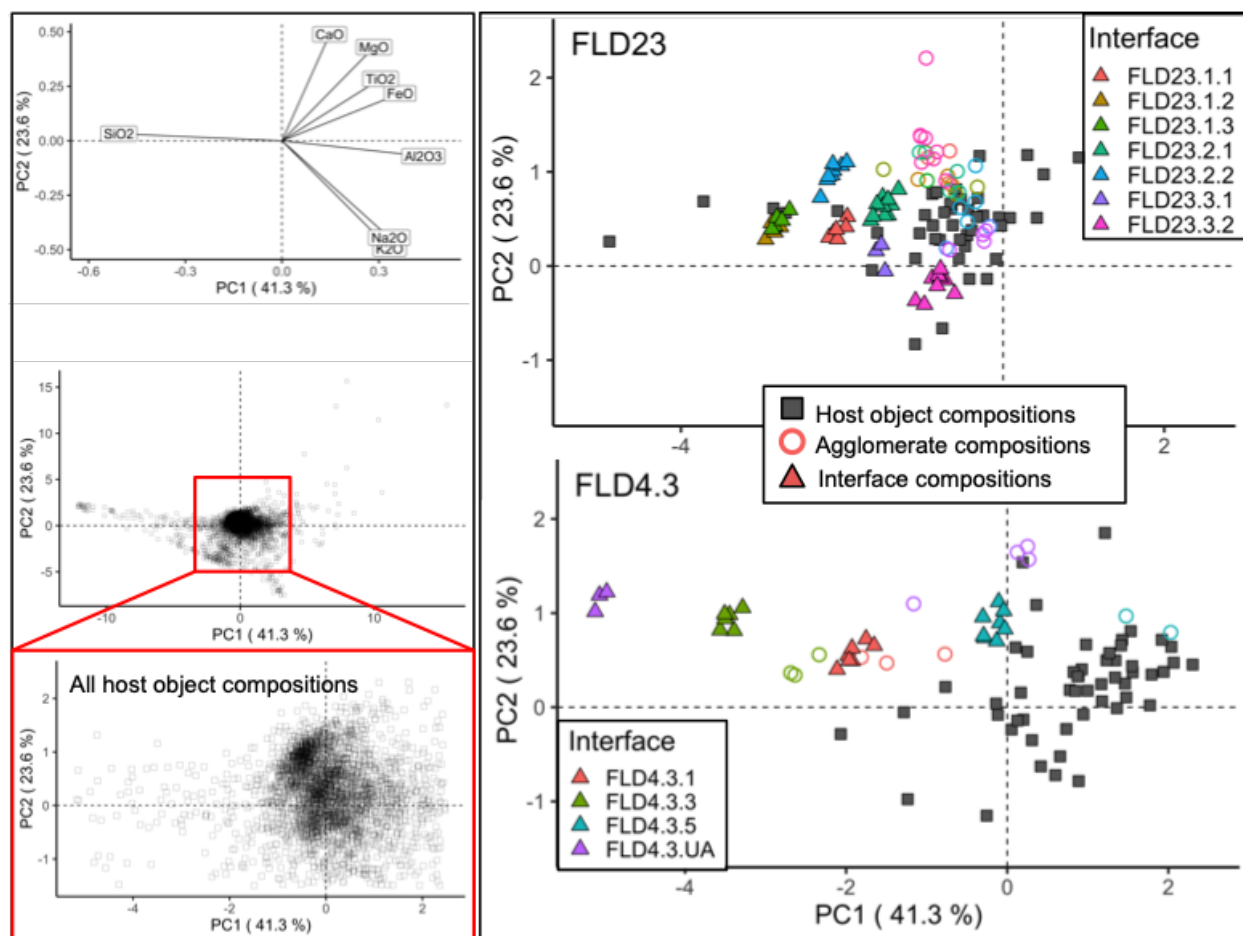 0.50
0.25
0.00
-0.25
-0.50
PC2 ( 23.6 %)
CaO
MgO
TiO2
FeO
SiO2
Al2O3
Na2O
K2O
-0.6
-0.3
0.0
0.3
PC1 ( 41.3 %)
15
10
5
0
-5
PC2 ( 23.6 %)
-10
0
10
PC1 ( 41.3 %)
All host object compositions
2
1
0
-1
PC2 ( 23.6 %)
-4
-2
0
2
PC1 ( 41.3 %)
FLD23
2
1
0
-1
PC2 ( 23.6 %)
Interface
FLD23.1.1
FLD23.1.2
FLD23.1.3
FLD23.2.1
FLD23.2.2
FLD23.3.1
FLD23.3.2
-4
2
Host object compositions
Agglomerate compositions
Interface compositions
FLD4.3
2
1
0
-1
PC2 ( 23.6 %)
Interface
FLD4.3.1
FLD4.3.3
FLD4.3.5
FLD4.3.UA
-4
-2
0
2
PC1 ( 41.3 %)